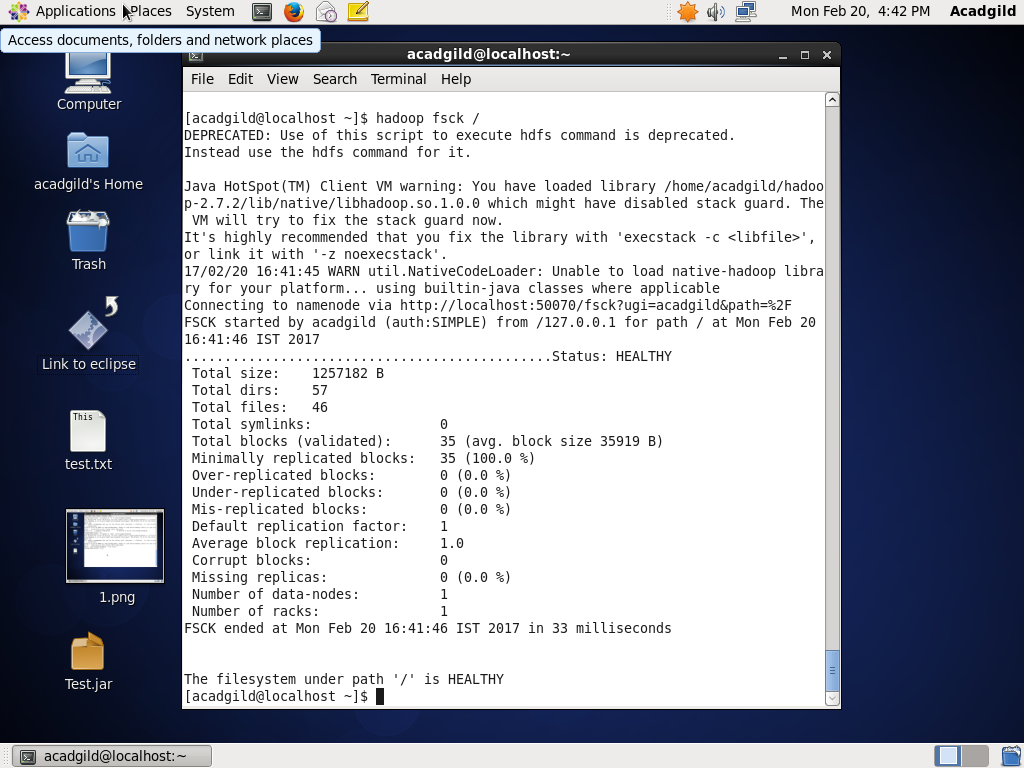 Applications Places System Mon Feb 20, 4:42 PM Acadgild
Access documents, folders and network places
Computer
acadgild's Home
Trash
Link to eclipse
This
test.txt
1.png
Test.jar
acadgild@localhost:~
File Edit View Search Terminal Help
[acadgild@localhost ~]$ hadoop fsck /
DEPRECATED: Use of this script to execute hdfs command is deprecated.
Instead use the hdfs command for it.
Java HotSpot(TM) Client VM warning: You have loaded library /home/acadgild/hadoo
p-2.7.2/lib/native/libhadoop.so.1.0.0 which might have disabled stack guard. The
 VM will try to fix the stack guard now.
It's highly recommended that you fix the library with 'execstack -c <libfile>',
or link it with '-z noexecstack'.
17/02/20 16:41:45 WARN util.NativeCodeLoader: Unable to load native-hadoop libra
ry for your platform... using builtin-java classes where applicable
Connecting to namenode via http://localhost:50070/fsck?ugi=acadgild&path=%2F
FSCK started by acadgild (auth:SIMPLE) from /127.0.0.1 for path / at Mon Feb 20
16:41:46 IST 2017
..............................................Status: HEALTHY
 Total size:    1257182 B
 Total dirs:    57
 Total files:   46
 Total symlinks:                0
 Total blocks (validated):      35 (avg. block size 35919 B)
 Minimally replicated blocks:   35 (100.0 %)
 Over-replicated blocks:        0 (0.0 %)
 Under-replicated blocks:       0 (0.0 %)
 Mis-replicated blocks:         0 (0.0 %)
 Default replication factor:    1
 Average block replication:     1.0
 Corrupt blocks:                0
 Missing replicas:              0 (0.0 %)
 Number of data-nodes:          1
 Number of racks:               1
FSCK ended at Mon Feb 20 16:41:46 IST 2017 in 33 milliseconds
The filesystem under path '/' is HEALTHY
[acadgild@localhost ~]$
acadgild@localhost:~